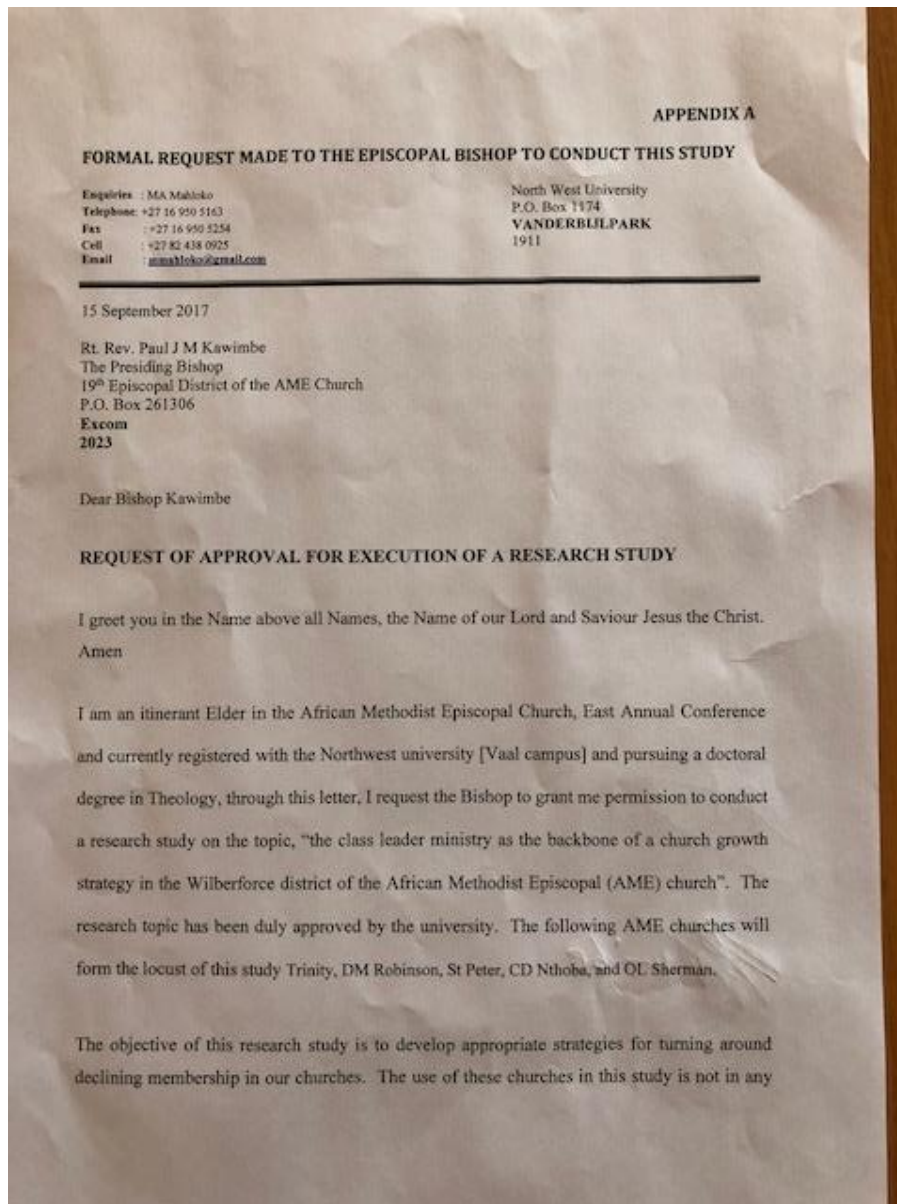 APPENDIX A
FORMAL REQUEST MADE TO THE EPISCOPAL BISHOP TO CONDUCT THIS STUDY
Enquiries : MA Mahloko
Telephone: +27 16 950 5163
Fax : +27 16 950 5254
Cell : +27 82 438 0925
Email :
North West University
P.O. Box 1174
VANDERBIJLPARK
1911
15 September 2017
Rt. Rev. Paul J M Kawimbe
The Presiding Bishop
19th Episcopal District of the AME Church
P.O. Box 261306
Excom
2023
Dear Bishop Kawimbe
REQUEST OF APPROVAL FOR EXECUTION OF A RESEARCH STUDY
I greet you in the Name above all Names, the Name of our Lord and Saviour Jesus the Christ.
Amen
I am an itinerant Elder in the African Methodist Episcopal Church, East Annual Conference
and currently registered with the Northwest university [Vaal campus] and pursuing a doctoral
degree in Theology, through this letter, I request the Bishop to grant me permission to conduct
a research study on the topic, “the class leader ministry as the backbone of a church growth
strategy in the Wilberforce district of the African Methodist Episcopal (AME) church”. The
research topic has been duly approved by the university. The following AME churches will
form the locust of this study Trinity, DM Robinson, St Peter, CD Nthoba, and OL Sherman.
The objective of this research study is to develop appropriate strategies for turning around
declining membership in our churches. The use of these churches in this study is not in any